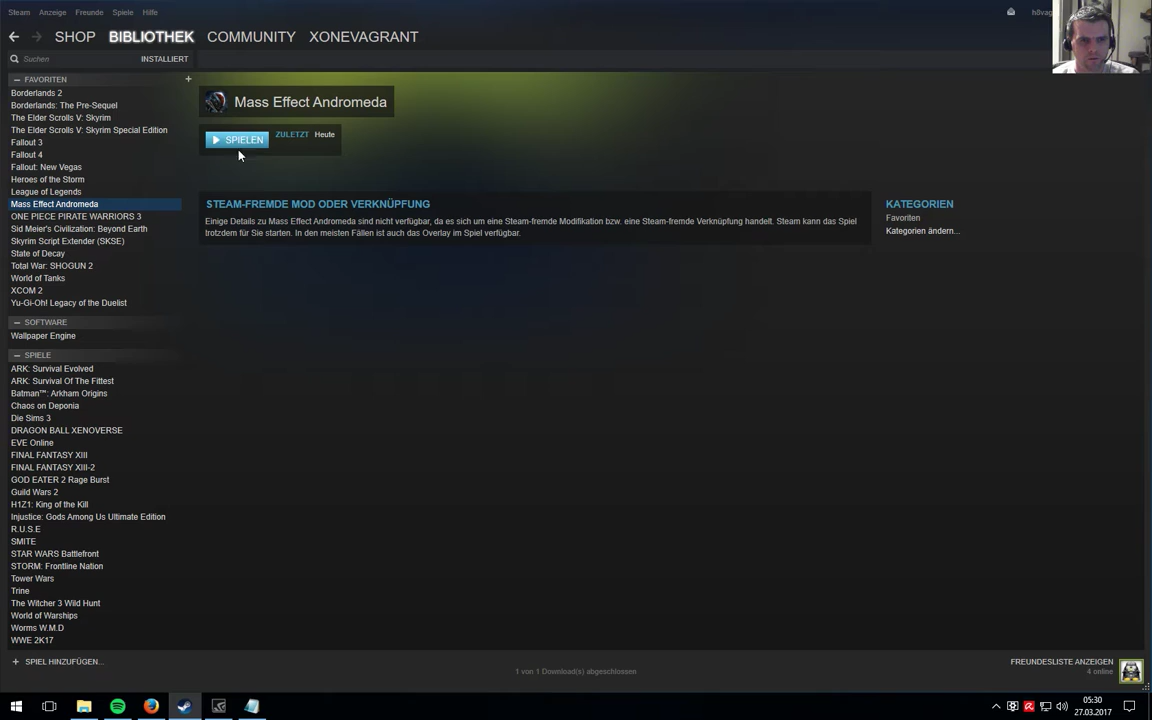 Steam Anzeige Freunde Spiele Hilfe
SHOP BIBLIOTHEK COMMUNITY XONEVAGRANT
Suchen INSTALLIERT
FAVORITEN
Borderlands 2
Borderlands: The Pre-Sequel
The Elder Scrolls V: Skyrim
The Elder Scrolls V: Skyrim Special Edition
Fallout 3
Fallout 4
Fallout: New Vegas
Heroes of the Storm
League of Legends
Mass Effect Andromeda
ONE PIECE PIRATE WARRIORS 3
Sid Meier's Civilization: Beyond Earth
Skyrim Script Extender (SKSE)
State of Decay
Total War: SHOGUN 2
World of Tanks
XCOM 2
Yu-Gi-Oh! Legacy of the Duelist
SOFTWARE
Wallpaper Engine
SPIELE
ARK: Survival Evolved
ARK: Survival Of The Fittest
Batman™: Arkham Origins
Chaos on Deponia
Die Sims 3
DRAGON BALL XENOVERSE
EVE Online
FINAL FANTASY XIII
FINAL FANTASY XIII-2
GOD EATER 2 Rage Burst
Guild Wars 2
H1Z1: King of the Kill
Injustice: Gods Among Us Ultimate Edition
R.U.S.E
SMITE
STAR WARS Battlefront
STORM: Frontline Nation
Tower Wars
Trine
The Witcher 3 Wild Hunt
World of Warships
Worms W.M.D
WWE 2K17
SPIEL HINZUFÜGEN...
Mass Effect Andromeda
SPIELEN ZULETZT Heute
STEAM-FREMDE MOD ODER VERKNÜPFUNG
Einige Details zu Mass Effect Andromeda sind nicht verfügbar, da es sich um eine Steam-fremde Modifikation bzw. eine Steam-fremde Verknüpfung handelt. Steam kann das Spiel
trotzdem für Sie starten. In den meisten Fällen ist auch das Overlay im Spiel verfügbar.
KATEGORIEN
Favoriten
Kategorien ändern...
1 von 1 Download(s) abgeschlossen
FREUNDESLISTE ANZEIGEN
4 online
05:30
27.03.2017